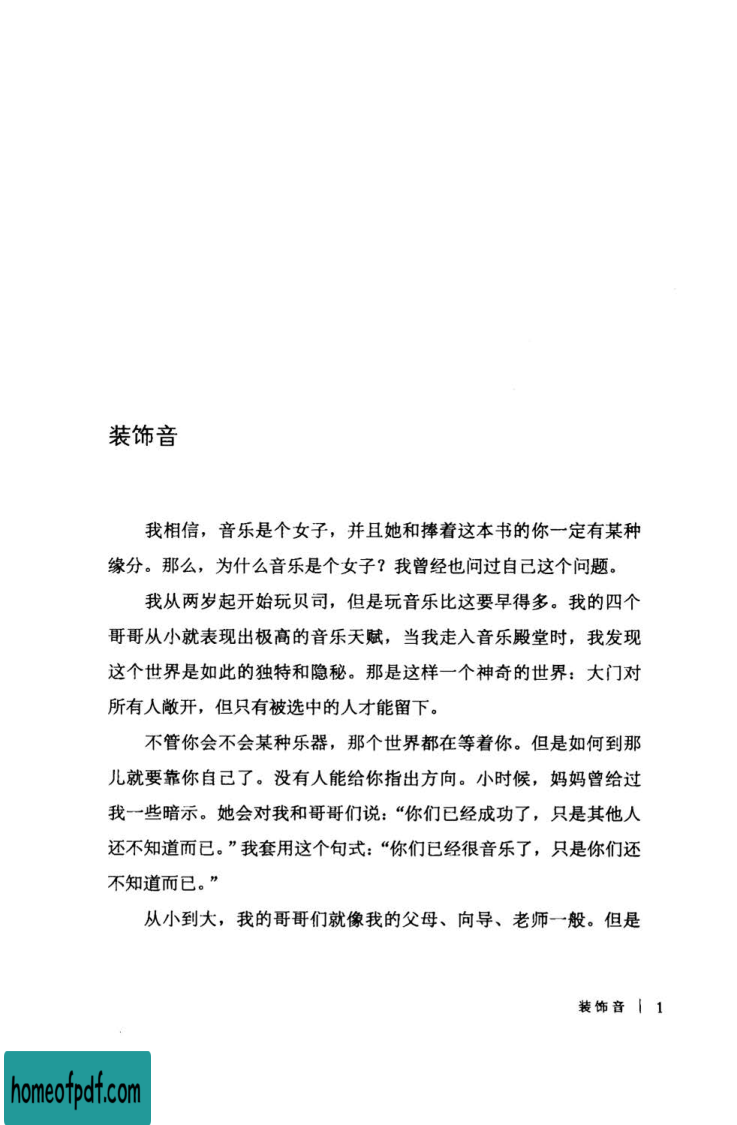 装饰音
我相信，音乐是个女子，并且她和捧着这本书的你一定有某种
缘分。那么，为什么音乐是个女子？我曾经也问过自己这个问题。
我从两岁起开始玩贝司，但是玩音乐比这要早得多。我的四个
哥哥从小就表现出极高的音乐天赋，当我走入音乐殿堂时，我发现
这个世界是如此的独特和隐秘。那是这样一个神奇的世界：大门对
所有人敞开，但只有被选中的人才能留下。
不管你会不会某种乐器，那个世界都在等着你。但是如何到那
儿就要靠你自己了。没有人能给你指出方向。小时候，妈妈曾给过
我一些暗示。她会对我和哥哥们说：“你们已经成功了，只是其他人
还不知道而已。”我套用这个句式：“你们已经很音乐了，只是你们还
不知道而已。”
从小到大，我的哥哥们就像我的父母、向导、老师一般。但是
装饰音 | 1
homeofpdf.com